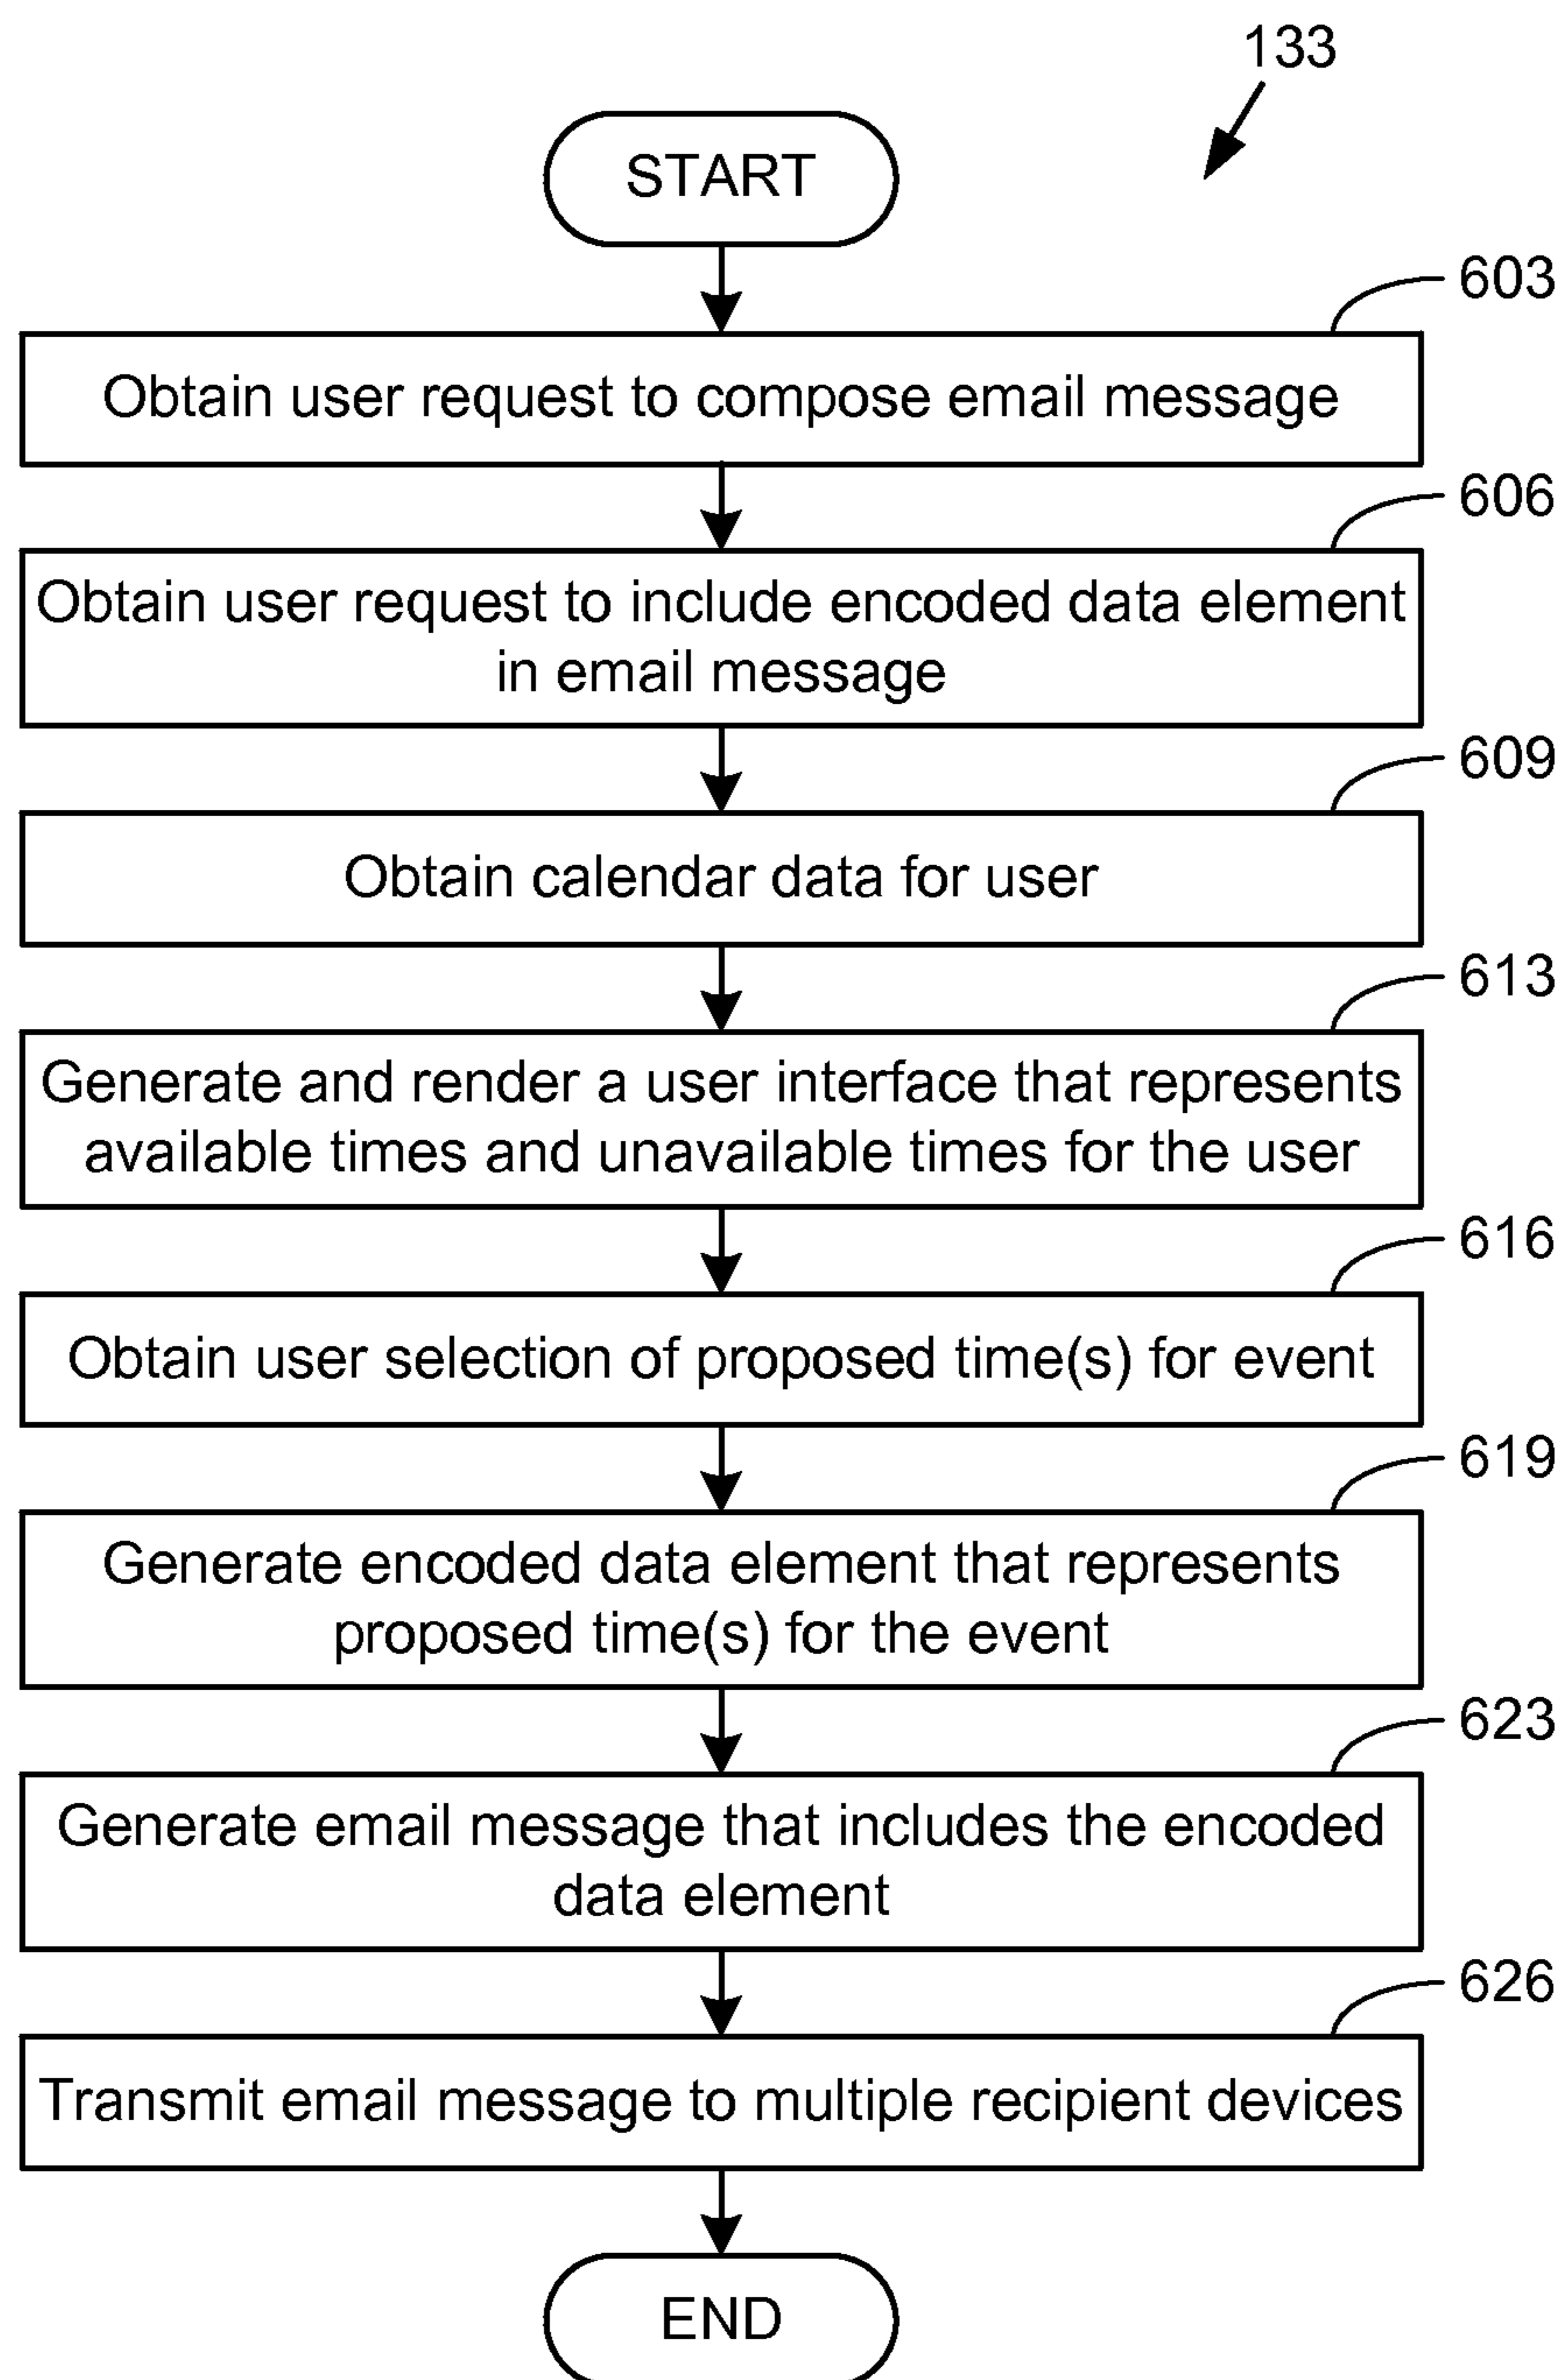 133
START
603
Obtain user request to compose email message
606
Obtain user request to include encoded data element
in email message
609
Obtain calendar data for user
613
Generate and render a user interface that represents
available times and unavailable times for the user
616
Obtain user selection of proposed time(s) for event
619
Generate encoded data element that represents
proposed time(s) for the event
623
Generate email message that includes the encoded
data element
626
Transmit email message to multiple recipient devices
END